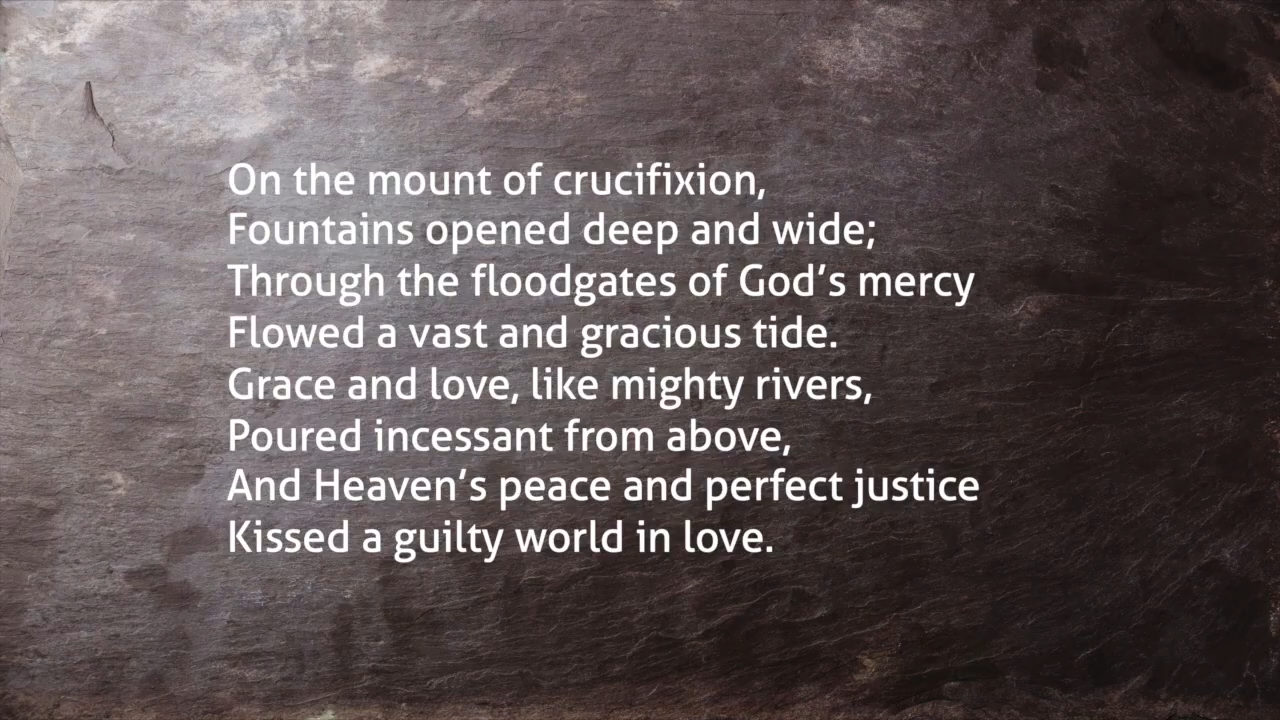 On the mount of crucifixion,
Fountains opened deep and wide;
Through the floodgates of God’s mercy
Flowed a vast and gracious tide.
Grace and love, like mighty rivers,
Poured incessant from above,
And Heaven’s peace and perfect justice
Kissed a guilty world in love.